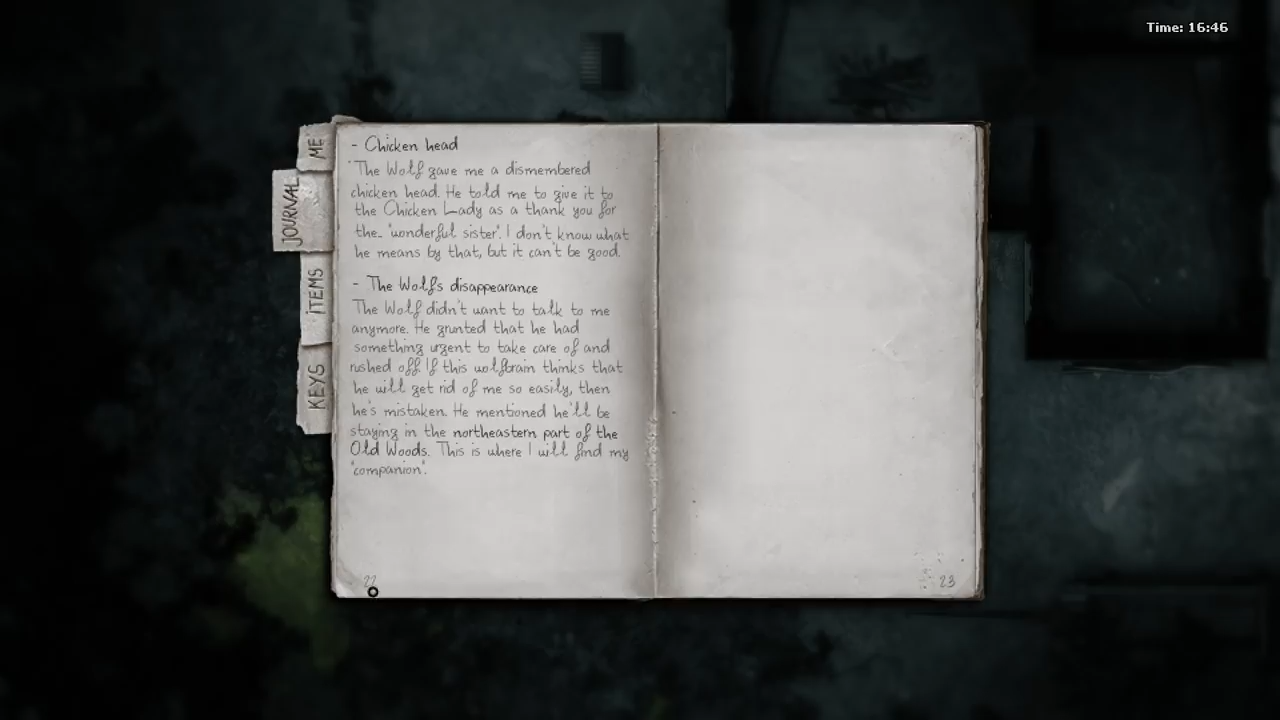 Time: 16:46
ME
JOURNAL
ITEMS
KEYS
- Chicken head
The Wolf gave me a dismembered
chicken head. He told me to give it to
the Chicken Lady as a thank you for
the... "wonderful sister". I don't know what
he means by that, but it can't be good.
- The Wolf's disappearance
The Wolf didn't want to talk to me
anymore. He grunted that he had
something urgent to take care of and
rushed off. If this wolfbrain thinks that
he will get rid of me so easily, then
he's mistaken. He mentioned he'll be
staying in the northeastern part of the
Old Woods. This is where I will find my
"companion".
22
23